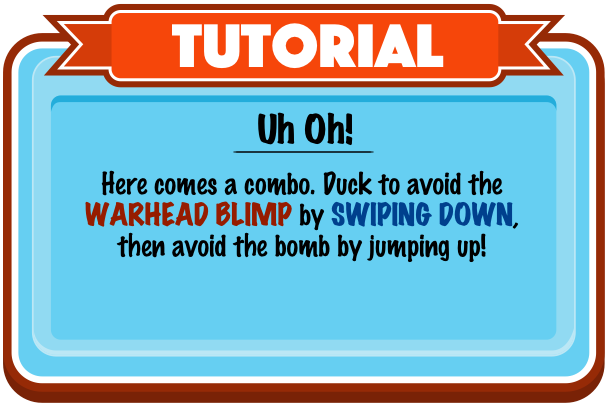 TUTORIAL
Uh Oh!
Here comes a combo. Duck to avoid the
WARHEAD BLIMP by SWIPING DOWN,
then avoid the bomb by jumping up!